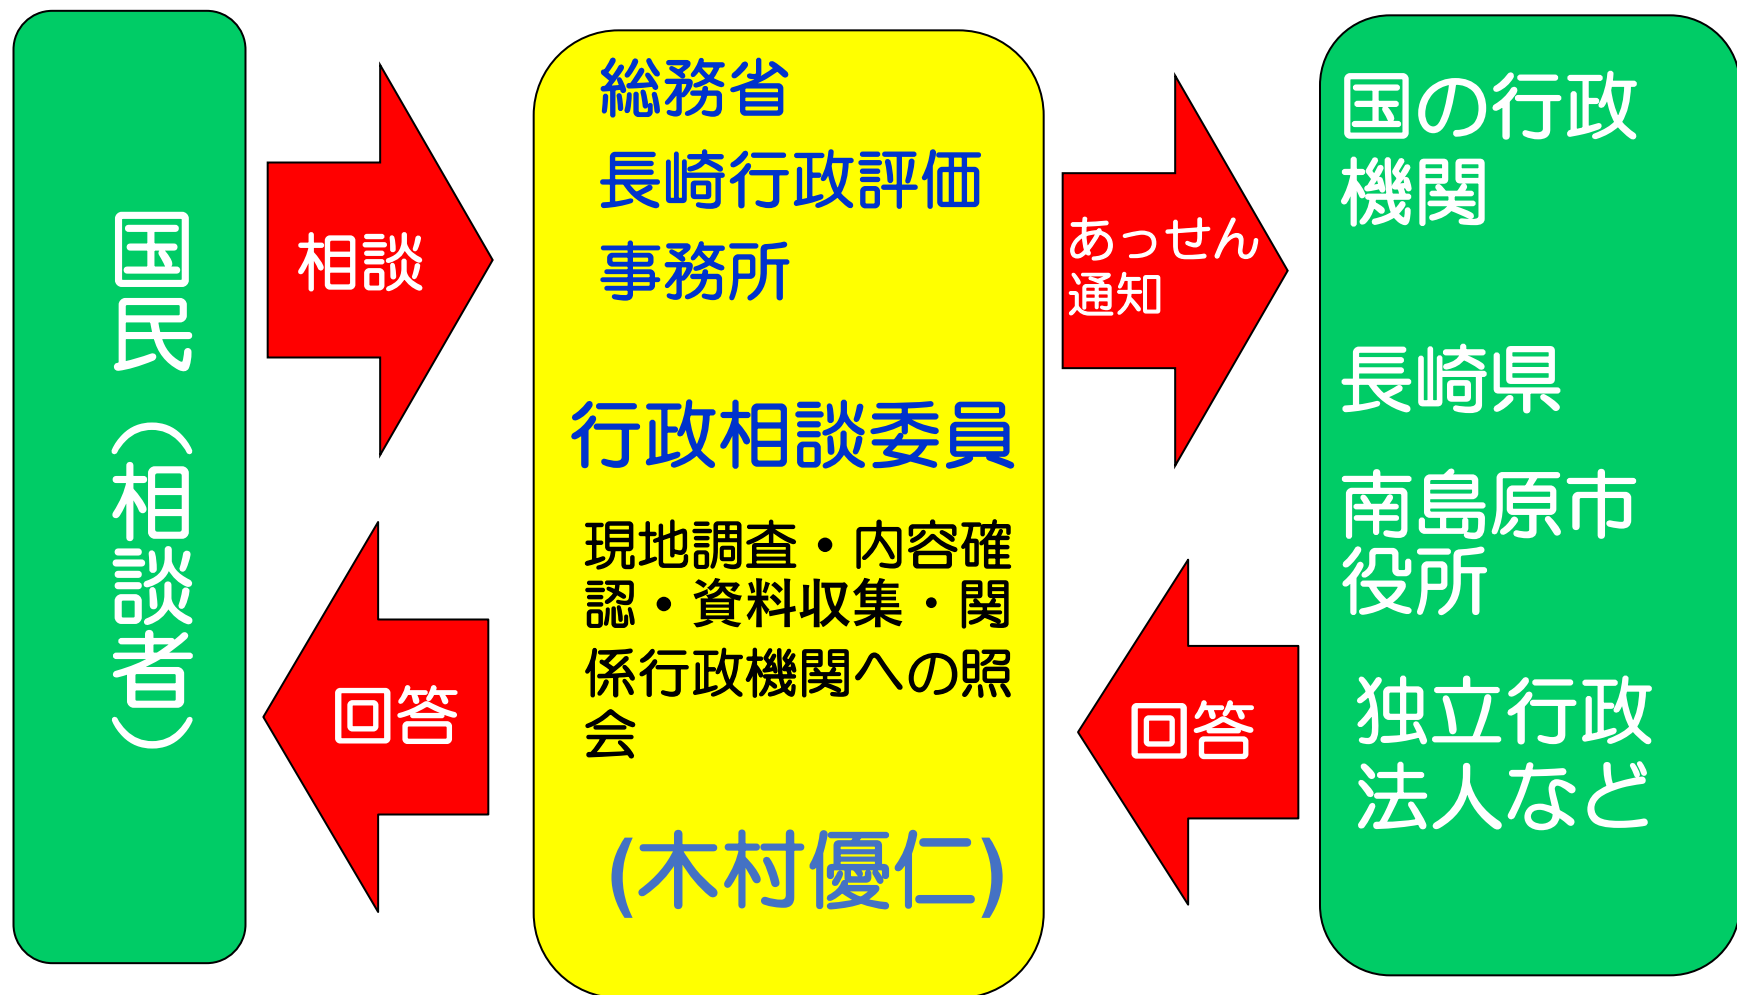 国民（相談者）
相談
回答
総務省
長崎行政評価
事務所
行政相談委員
現地調査・内容確
認・資料収集・関
係行政機関への照
会
(木村優仁)
あっせん
通知
回答
国の行政
機関
長崎県
南島原市
役所
独立行政
法人など